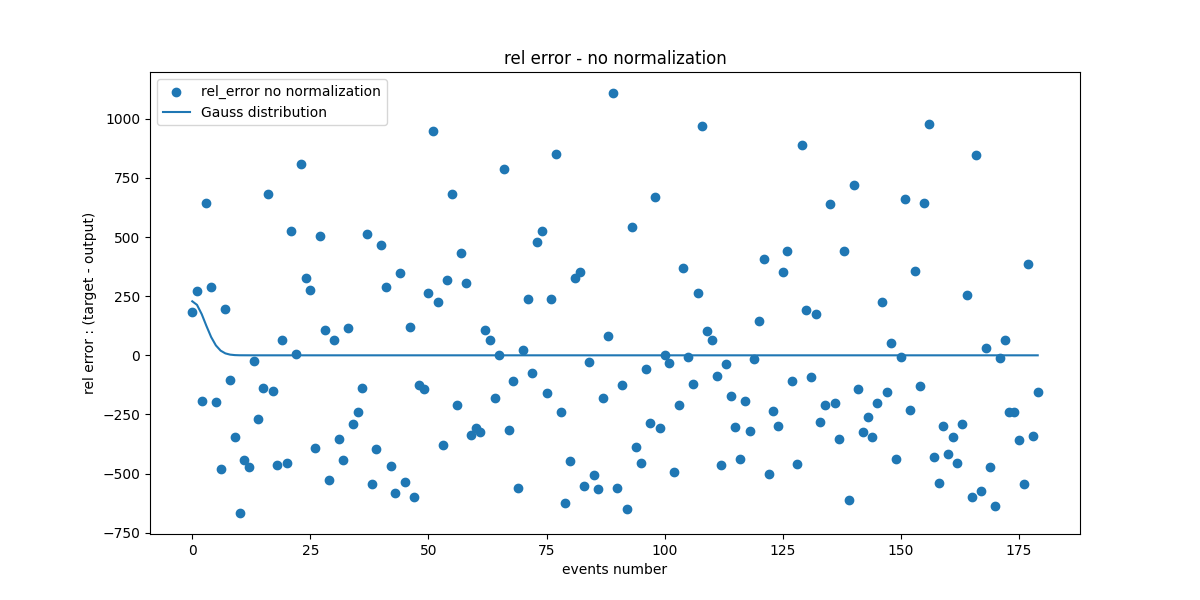 rel error - no normalization
rel_error no normalization
Gauss distribution
1000
750
500
250
0
−250
−500
−750
rel error : (target - output)
0 25 50 75 100 125 150 175
events number